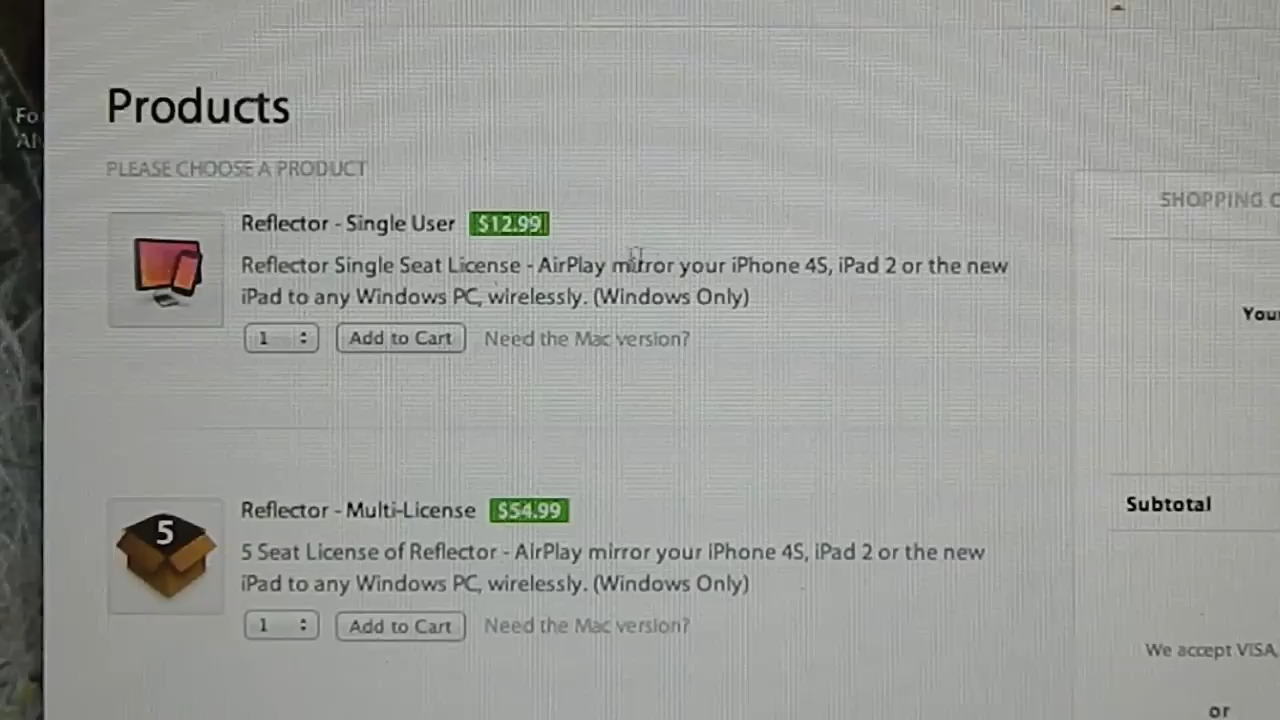 Products
PLEASE CHOOSE A PRODUCT
Reflector - Single User $12.99
Reflector Single Seat License - AirPlay mirror your iPhone 4S, iPad 2 or the new
iPad to any Windows PC, wirelessly. (Windows Only)
1 Add to Cart Need the Mac version?
5
Reflector - Multi-License $54.99
5 Seat License of Reflector - AirPlay mirror your iPhone 4S, iPad 2 or the new
iPad to any Windows PC, wirelessly. (Windows Only)
1 Add to Cart Need the Mac version?
SHOPPING
Your
Subtotal
We accept VISA,
or